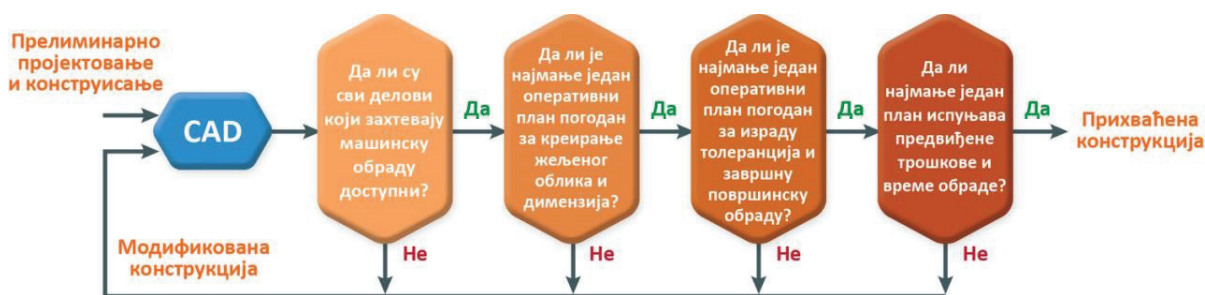 Прелиминарно
пројектовање
и конструисање
CAD
Да ли су
сви делови
који захтевају
машинску
обраду
доступни?
Да
Да ли је
најмање један
оперативни
план погодан
за креирање
жељеног
облика и
димензија?
Да
Да ли је
најмање један
оперативни
план погодан
за израду
толеранција и
завршну
површинску
обраду?
Да
Да ли
најмање један
план испуњава
предвиђене
трошкове и
време обраде?
Да
Прихваћена
конструкција
Модификована
конструкција
Не
Не
Не
Не